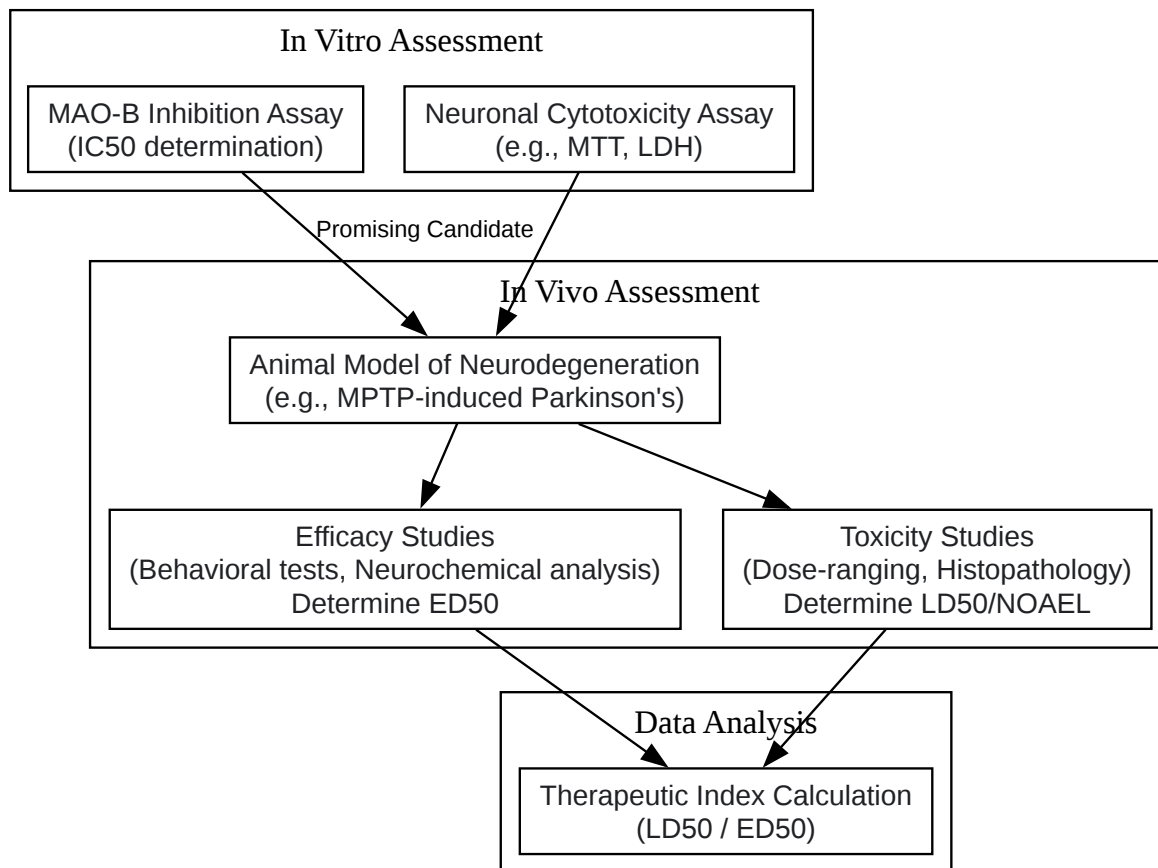 In Vitro Assessment
MAO-B Inhibition Assay
(IC50 determination)
Neuronal Cytotoxicity Assay
(e.g., MTT, LDH)
Promising Candidate
In Vivo Assessment
Animal Model of Neurodegeneration
(e.g., MPTP-induced Parkinson's)
Efficacy Studies
(Behavioral tests, Neurochemical analysis)
Determine ED50
Toxicity Studies
(Dose-ranging, Histopathology)
Determine LD50/NOAEL
Data Analysis
Therapeutic Index Calculation
(LD50 / ED50)